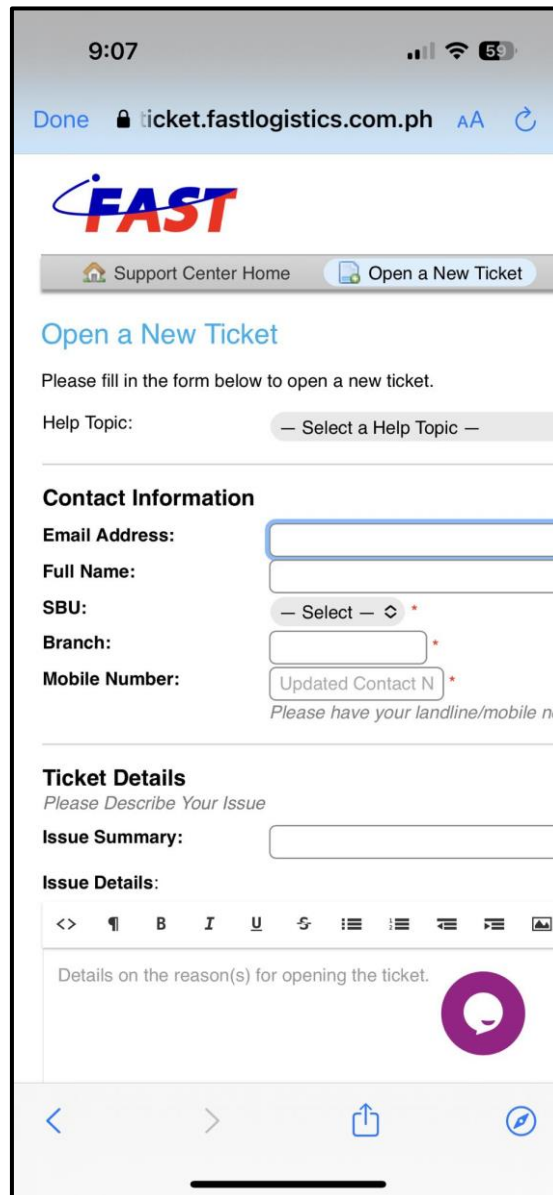 9:07 59
Done ticket.fastlogistics.com.ph AA
FAST
Support Center Home Open a New Ticket
Open a New Ticket
Please fill in the form below to open a new ticket.
Help Topic: — Select a Help Topic —
Contact Information
Email Address:
Full Name:
SBU: — Select — *
Branch: *
Mobile Number: Updated Contact N *
Please have your landline/mobile
Ticket Details
Please Describe Your Issue
Issue Summary:
Issue Details:
<> ¶ B I U S
Details on the reason(s) for opening the ticket.